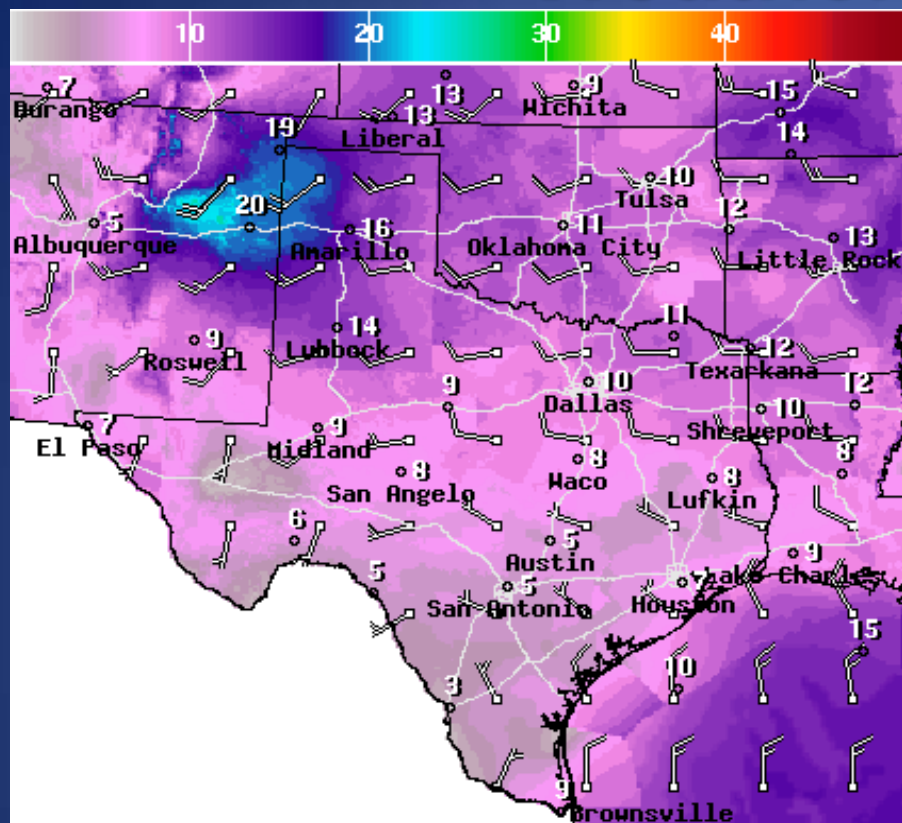 10 20 30 40
7 Durango
13
9 Wichita
15
13 Liberal
19
14
10 Tulsa
5 Albuquerque
20
16 Amarillo
11 Oklahoma City
12
13 Little Rock
9 Roswell
14 Lubbock
11
12 Texarkana
10 Dallas
9
10 Shreveport
12
7 El Paso
9 Midland
8 San Angelo
8 Waco
8 Lufkin
8
6
5 Austin
9 Lake Charles
5
5 San Antonio
7 Houston
15
3
10
9 Brownsville